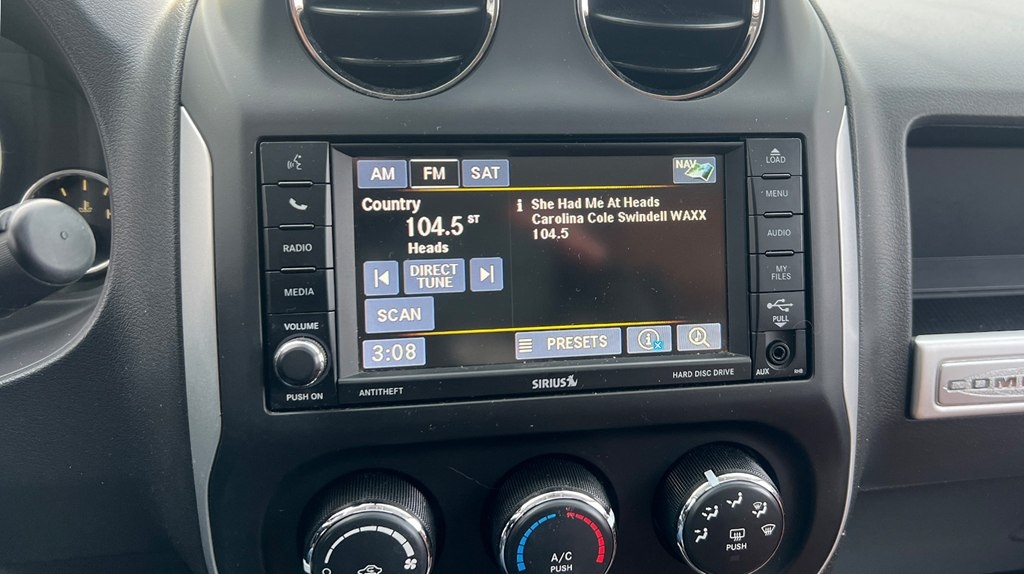 AM FM SAT NAV
Country
104.5 ST
Heads
DIRECT
TUNE
SCAN
3:08
She Had Me At Heads
Carolina Cole Swindell WAXX
104.5
PRESETS
RADIO
MEDIA
VOLUME
PUSH ON
ANTITHEFT
SIRIUS
HARD DISC DRIVE
LOAD
MENU
AUDIO
MY
FILES
PULL
AUX
RHB
A/C
PUSH
PUSH